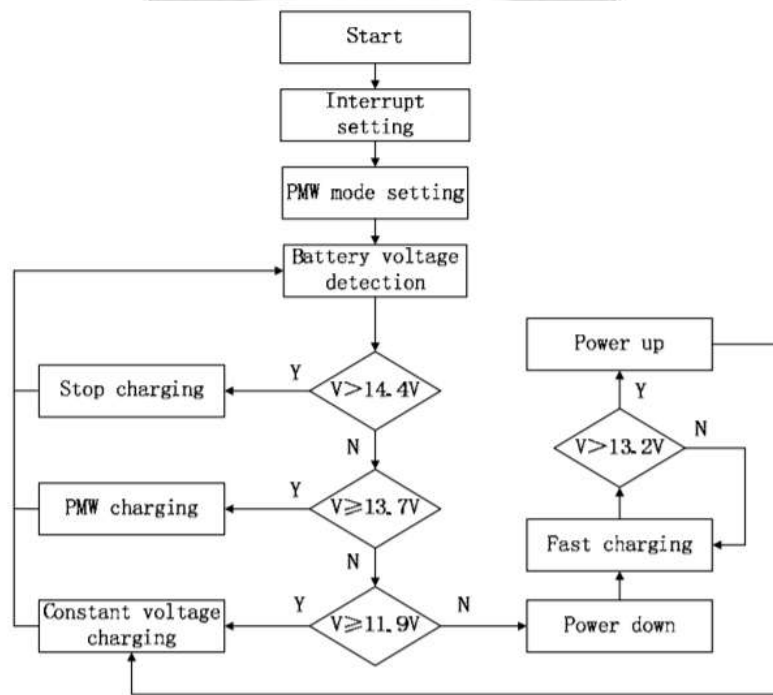 Start
Interrupt
setting
PMW mode setting
Battery voltage
detection
V>14.4V
Y
Stop charging
N
V≥13.7V
Y
PMW charging
N
V≥11.9V
Y
Constant voltage
charging
N
Power down
Fast charging
V>13.2V
N
Y
Power up